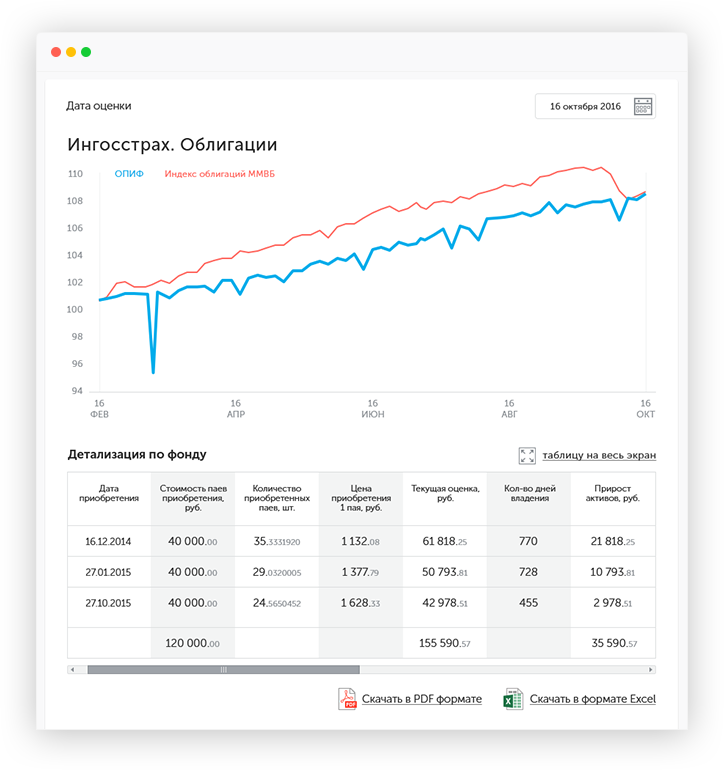 Дата оценки
16 октября 2016
Ингосстрах. Облигации
ОПИФ Индекс облигаций ММВБ
110
108
106
104
102
100
98
96
94
16 ФЕВ
16 АПР
16 ИЮН
16 АВГ
16 ОКТ
Детализация по фонду
таблицу на весь экран
Дата приобретения
Стоимость паев приобретения, руб.
Количество приобретенных паев, шт.
Цена приобретения 1 пая, руб.
Текущая оценка, руб.
Кол-во дней владения
Прирост активов, руб.
16.12.2014 40 000.00 35.3331920 1 132.08 61 818.25 770 21 818.25
27.01.2015 40 000.00 29.0320005 1 377.79 50 793.81 728 10 793.81
27.10.2015 40 000.00 24.5650452 1 628.33 42 978.51 455 2 978.51
120 000.00 155 590.57 35 590.57
PDF
Скачать в PDF формате
X
Скачать в формате Excel